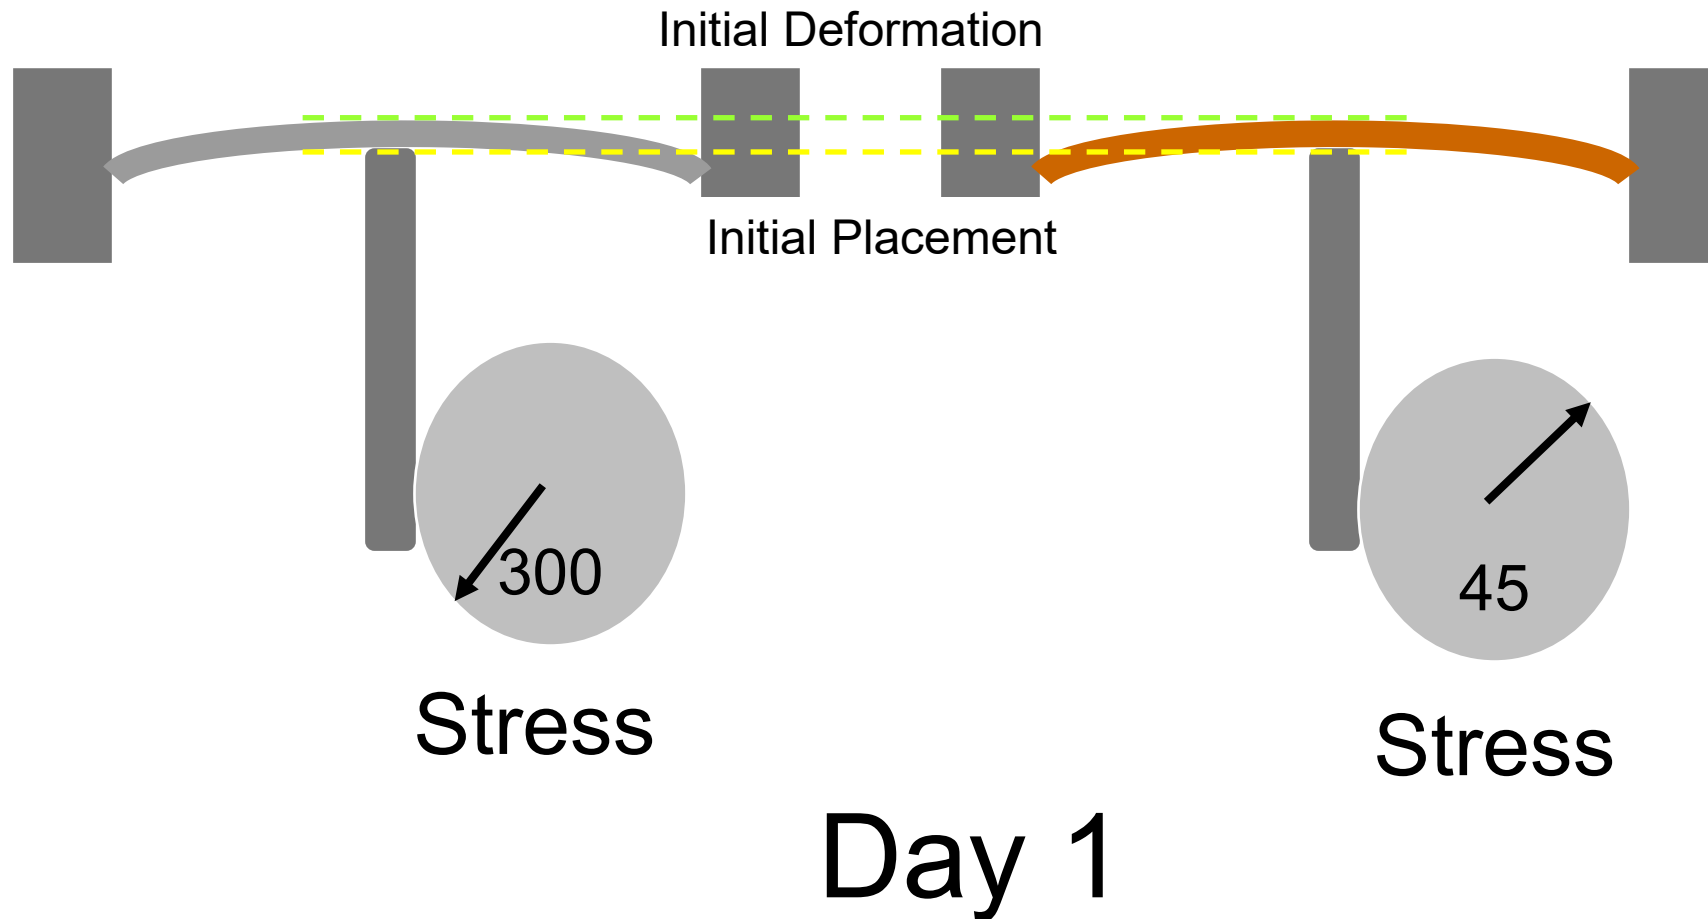 Initial Deformation
Initial Placement
300
45
Stress
Stress
Day 1